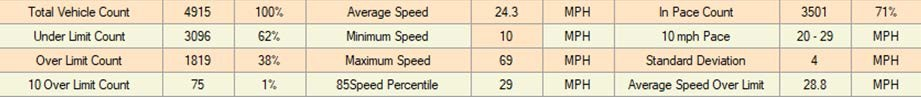 Total Vehicle Count 4915 100% Average Speed 24.3 MPH In Pace Count 3501 71%
Under Limit Count 3096 62% Minimum Speed 10 MPH 10 mph Pace 20 - 29 MPH
Over Limit Count 1819 38% Maximum Speed 69 MPH Standard Deviation 4 MPH
10 Over Limit Count 75 1% 85Speed Percentile 29 MPH Average Speed Over Limit 28.8 MPH